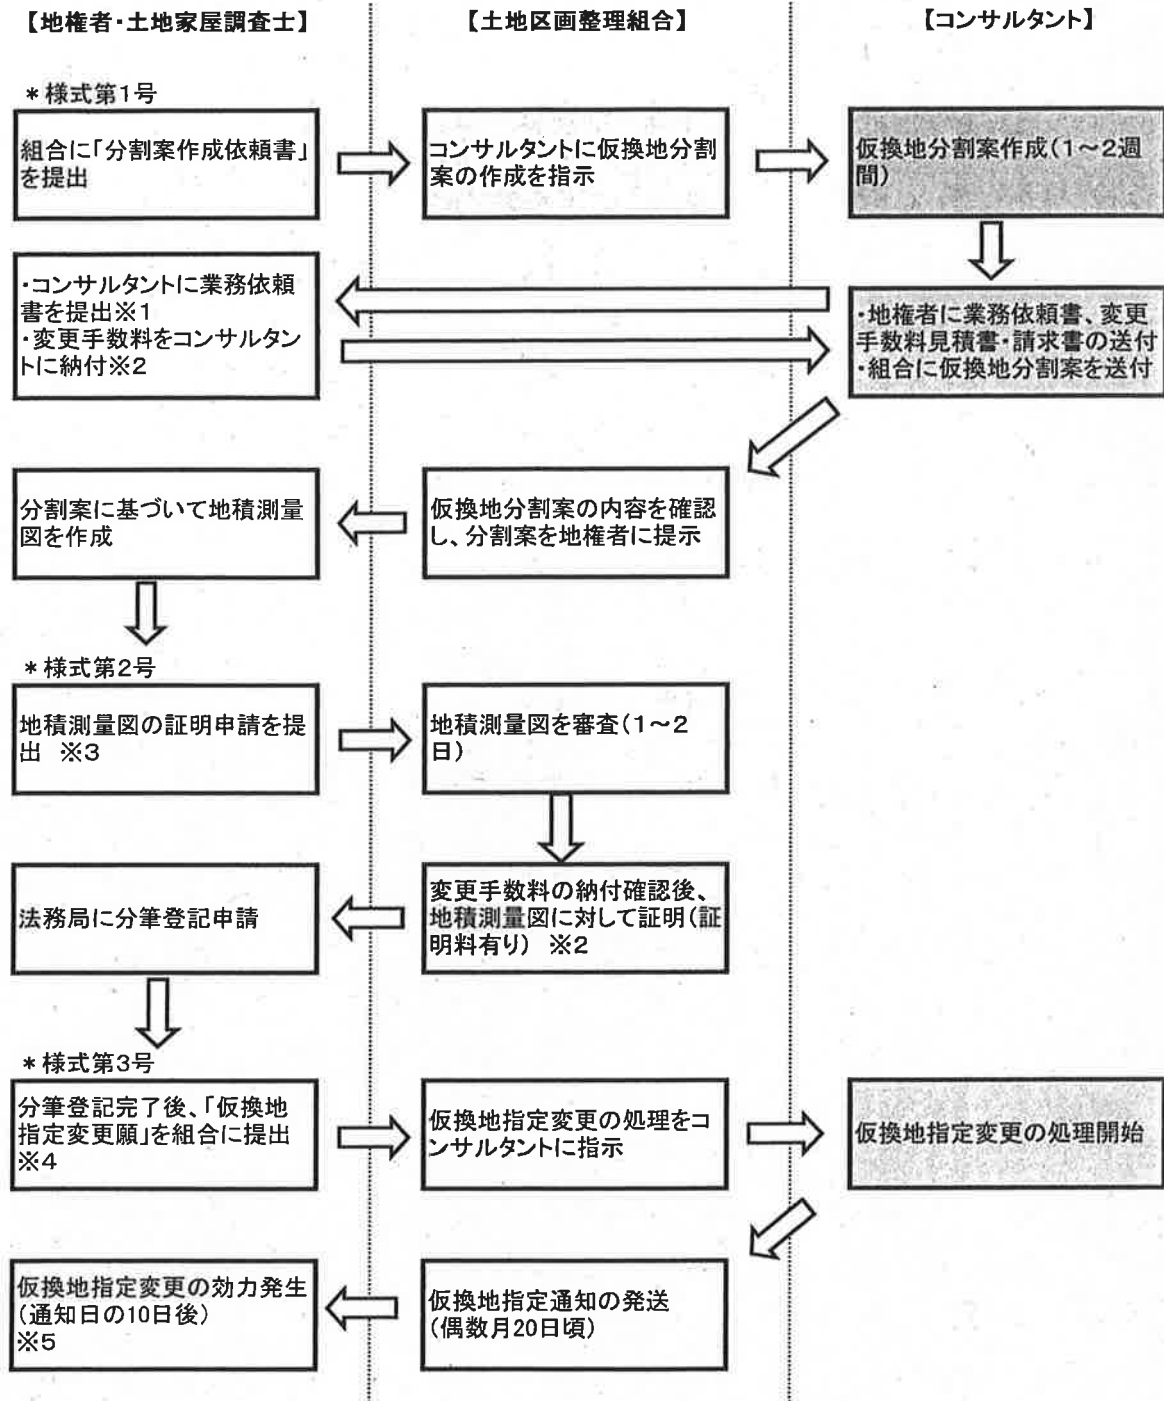 【地権者・土地家屋調査士】
【土地区画整理組合】
【コンサルタント】
＊様式第1号
組合に「分割案作成依頼書」
を提出
コンサルタントに仮換地分割
案の作成を指示
仮換地分割案作成(1～2週
間)
・コンサルタントに業務依頼
書を提出※1
・変更手数料をコンサルタン
トに納付※2
・地権者に業務依頼書、変更
手数料見積書・請求書の送付
・組合に仮換地分割案を送付
分割案に基づいて地積測量
図を作成
仮換地分割案の内容を確認
し、分割案を地権者に提示
＊様式第2号
地積測量図の証明申請を提
出　※3
地積測量図を審査(1～2
日)
法務局に分筆登記申請
変更手数料の納付確認後、
地積測量図に対して証明(証
明料有り)　※2
＊様式第3号
分筆登記完了後、「仮換地
指定変更願」を組合に提出
※4
仮換地指定変更の処理をコ
ンサルタントに指示
仮換地指定変更の処理開始
仮換地指定変更の効力発生
(通知日の10日後)
※5
仮換地指定通知の発送
(偶数月20日頃)